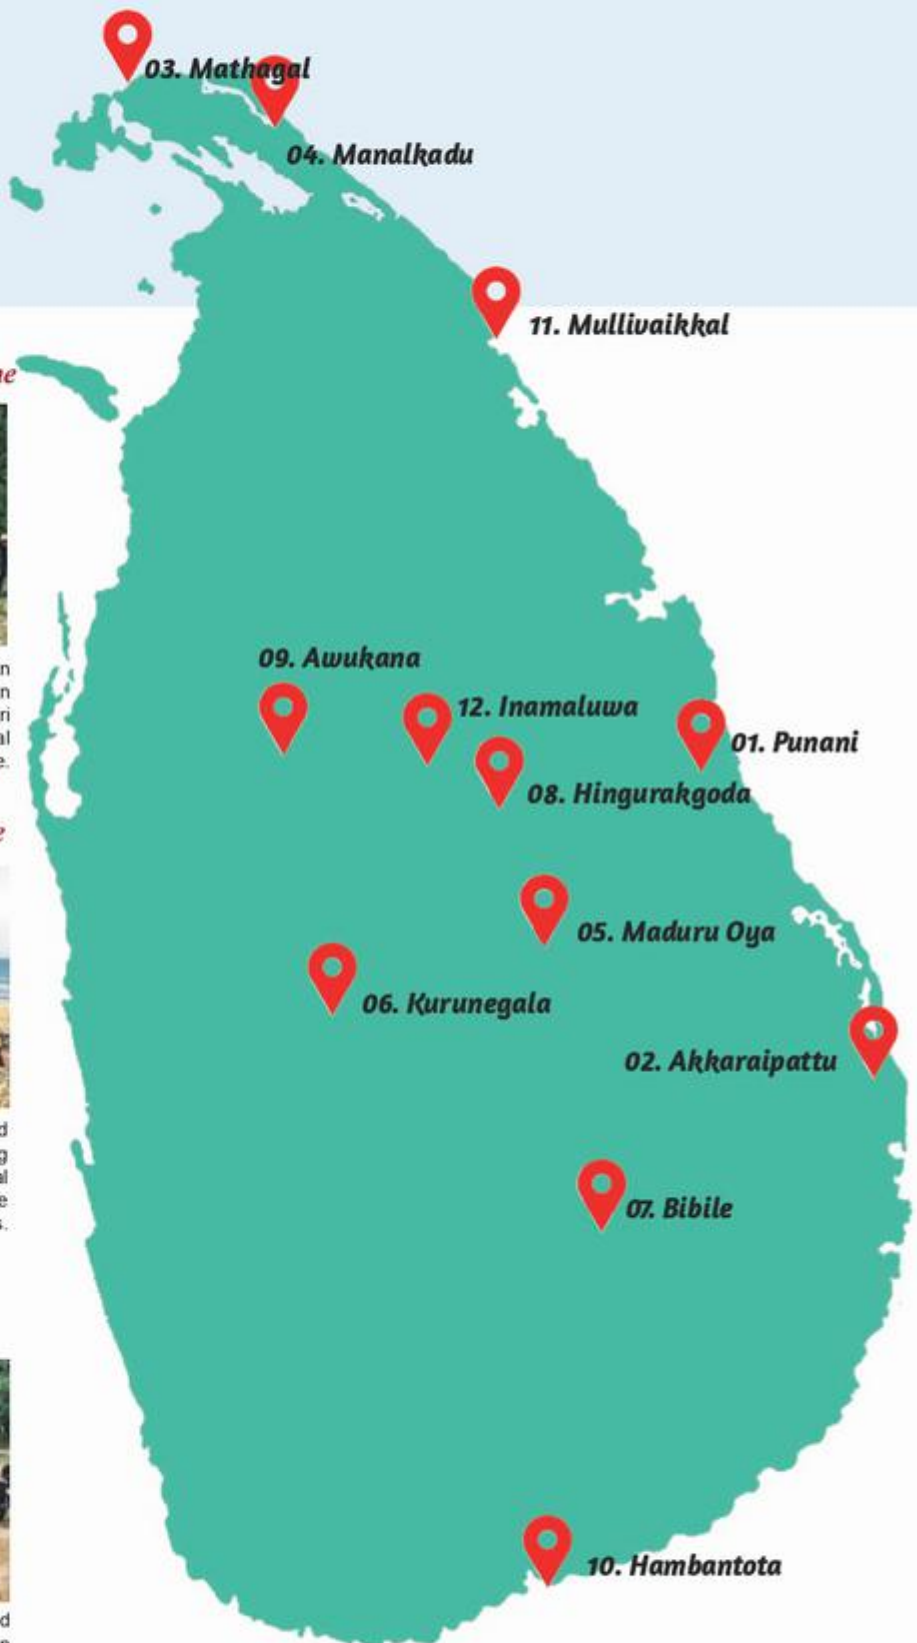 03. Mathagal
04. Manalkadu
11. Mullivaikkal
09. Awukana
12. Inamaluwa
01. Punani
08. Hingurakgoda
05. Maduru Oya
06. Kurunegala
02. Akkaraipattu
07. Bibile
10. Hambantota